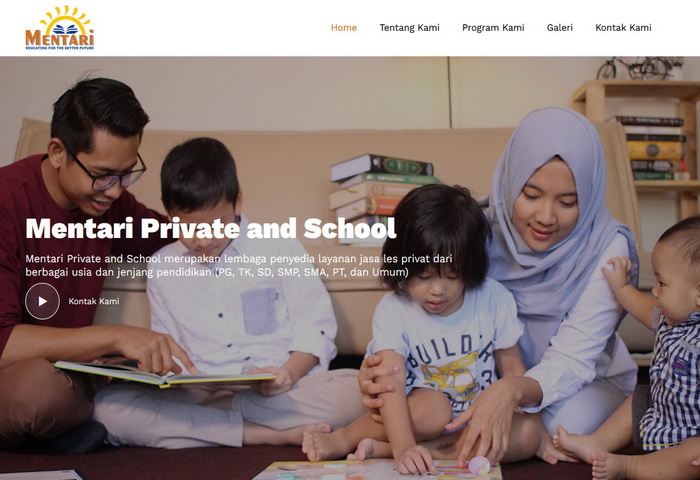 MENTARI
EDUCATING FOR THE BETTER FUTURE
Home Tentang Kami Program Kami Galeri Kontak Kami
Mentari Private and School
Mentari Private and School merupakan lembaga penyedia layanan jasa les privat dari
berbagai usia dan jenjang pendidikan (PG, TK, SD, SMP, SMA, PT, dan Umum)
Kontak Kami
BUILD